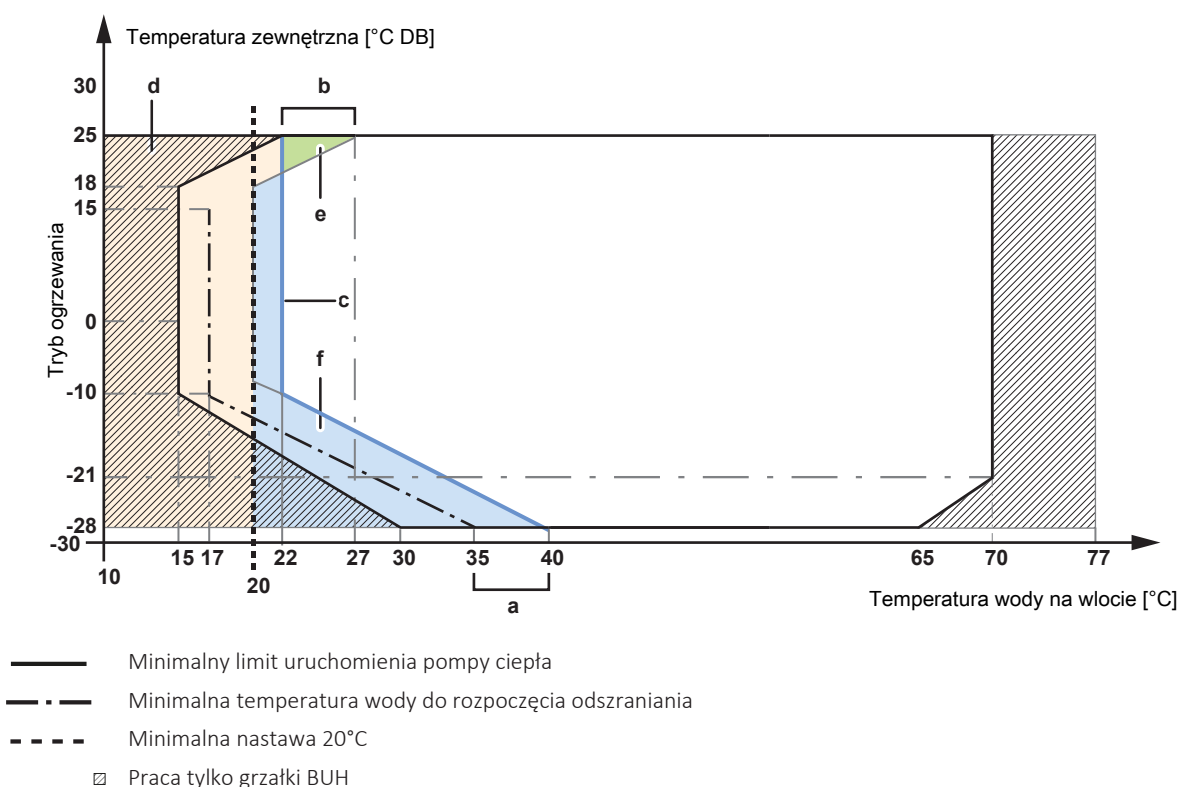 Temperatura zewnętrzna [°C DB]
30
d
b
25
18
15
e
Tryb ogrzewania
c
0
f
-10
-21
-28
-30
10
15 17 20 22 27 30 35 40 65 70 77
a
Temperatura wody na wlocie [°C]
Minimalny limit uruchomienia pompy ciepła
Minimalna temperatura wody do rozpoczęcia odszraniania
Minimalna nastawa 20°C
Praca tylko grzałki BUH